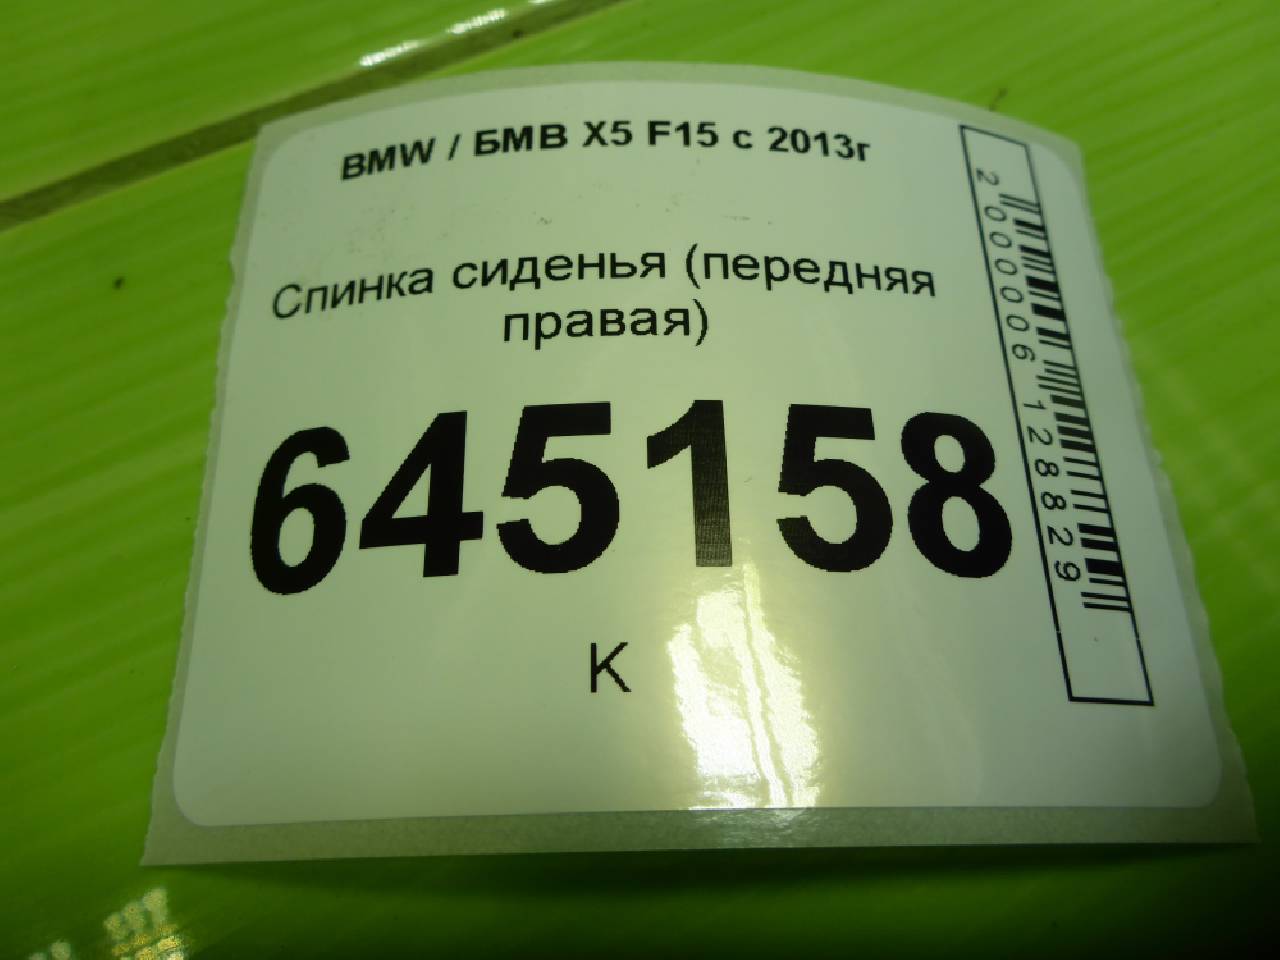 BMW / БМВ X5 F15 с 2013г
Спинка сиденья (передняя
правая)
645158
К
2000006128829